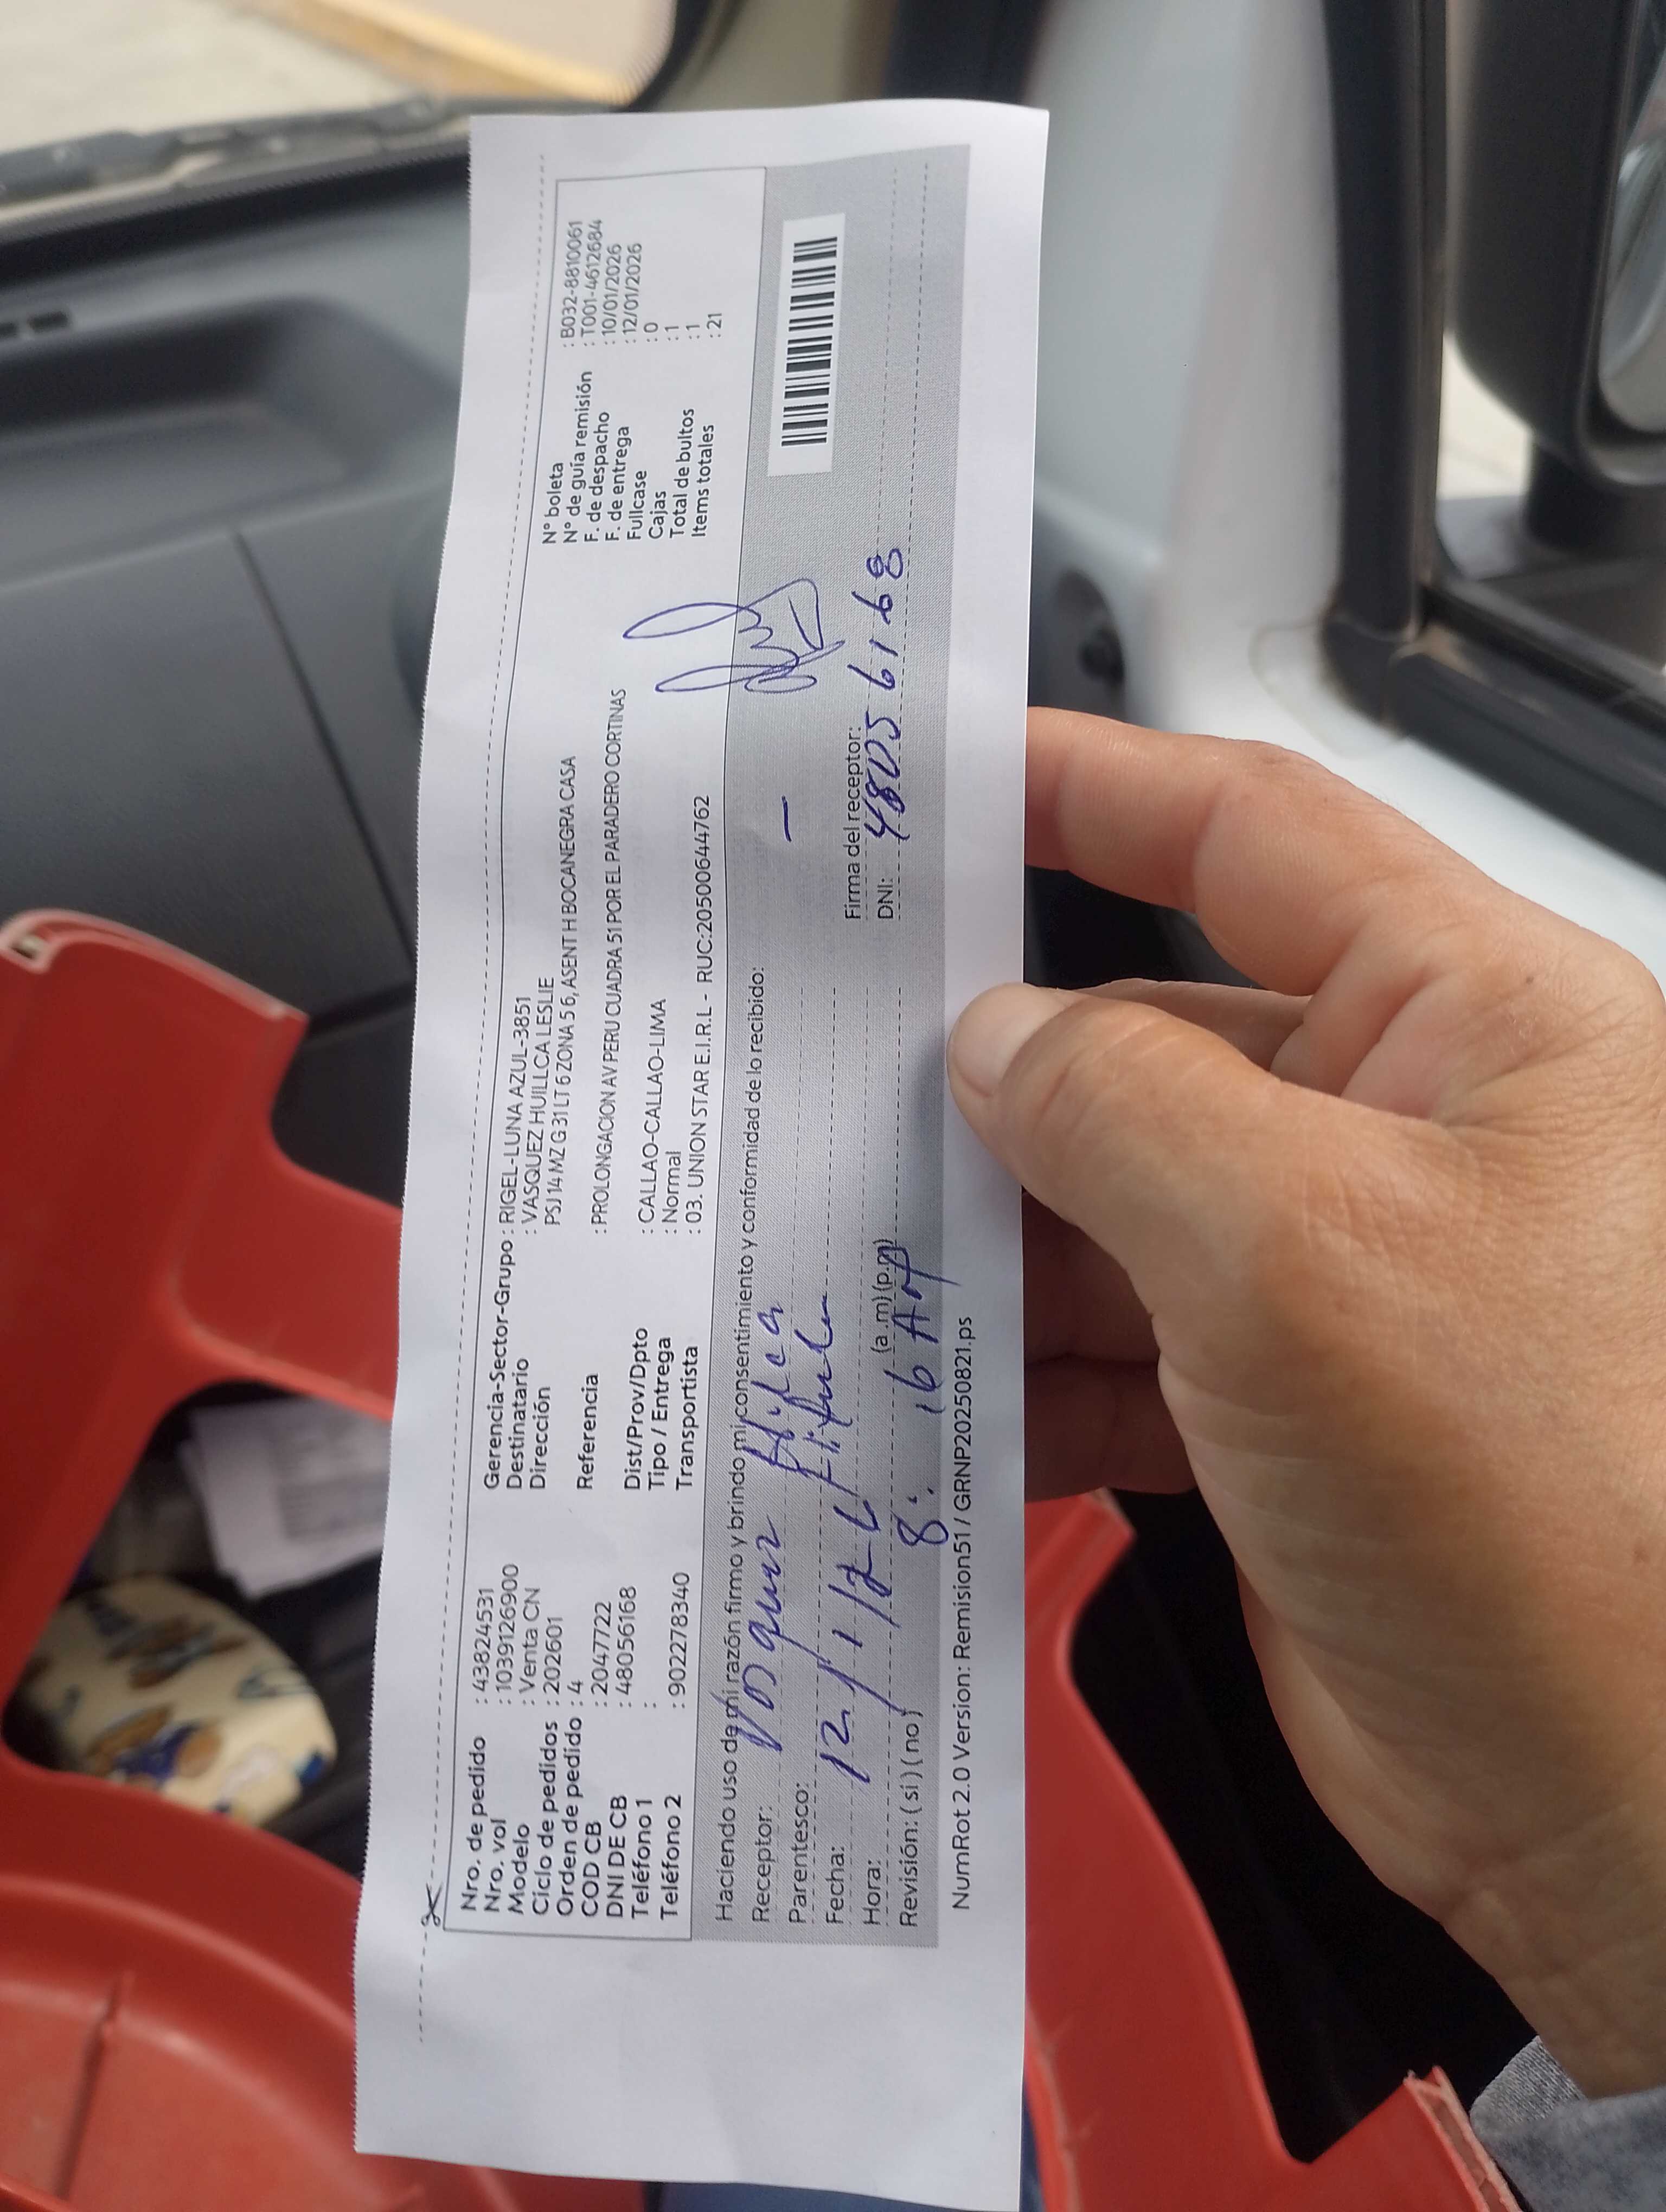 Nro. de pedido : 43824531
Nro. vol : 1039126900
Modelo : Venta CN
Ciclo de pedidos : 202601
Orden de pedido : 4
COD CB : 2047722
DNI DE CB : 48056168
Teléfono 1 :
Teléfono 2 : 902278340
Gerencia-Sector-Grupo : RIGEL-LUNA AZUL-3851
Destinatario : VASQUEZ HUILLCA LESLIE
Dirección PSJ 14 MZ G 31 LT 6 ZONA 5 6, ASENT H BOCANEGRA CASA
Referencia : PROLONGACION AV PERU CUADRA 51 POR EL PARADERO CORTINAS
Dist/Prov/Dpto : CALLAO-CALLAO-LIMA
Tipo / Entrega : Normal
Transportista : 03. UNION STAR E.I.R.L - RUC:20500644762
N° boleta : B032-8810061
N° de guía remisión : T001-4612684
F. de despacho : 10/01/2026
F. de entrega : 12/01/2026
Fullcase : 0
Cajas : 1
Total de bultos : 1
Items totales : 21
Haciendo uso de mi razón firmo y brindo mi consentimiento y conformidad de lo recibido:
Receptor:
Parentesco:
Fecha: 12/1/26
Hora: 8:16 Am (a.m) (p.m)
Revisión: ( si ) ( no )
Firma del receptor:
DNI: 48056168
NumRot 2.0 Version: Remision51 / GRNP20250821.ps